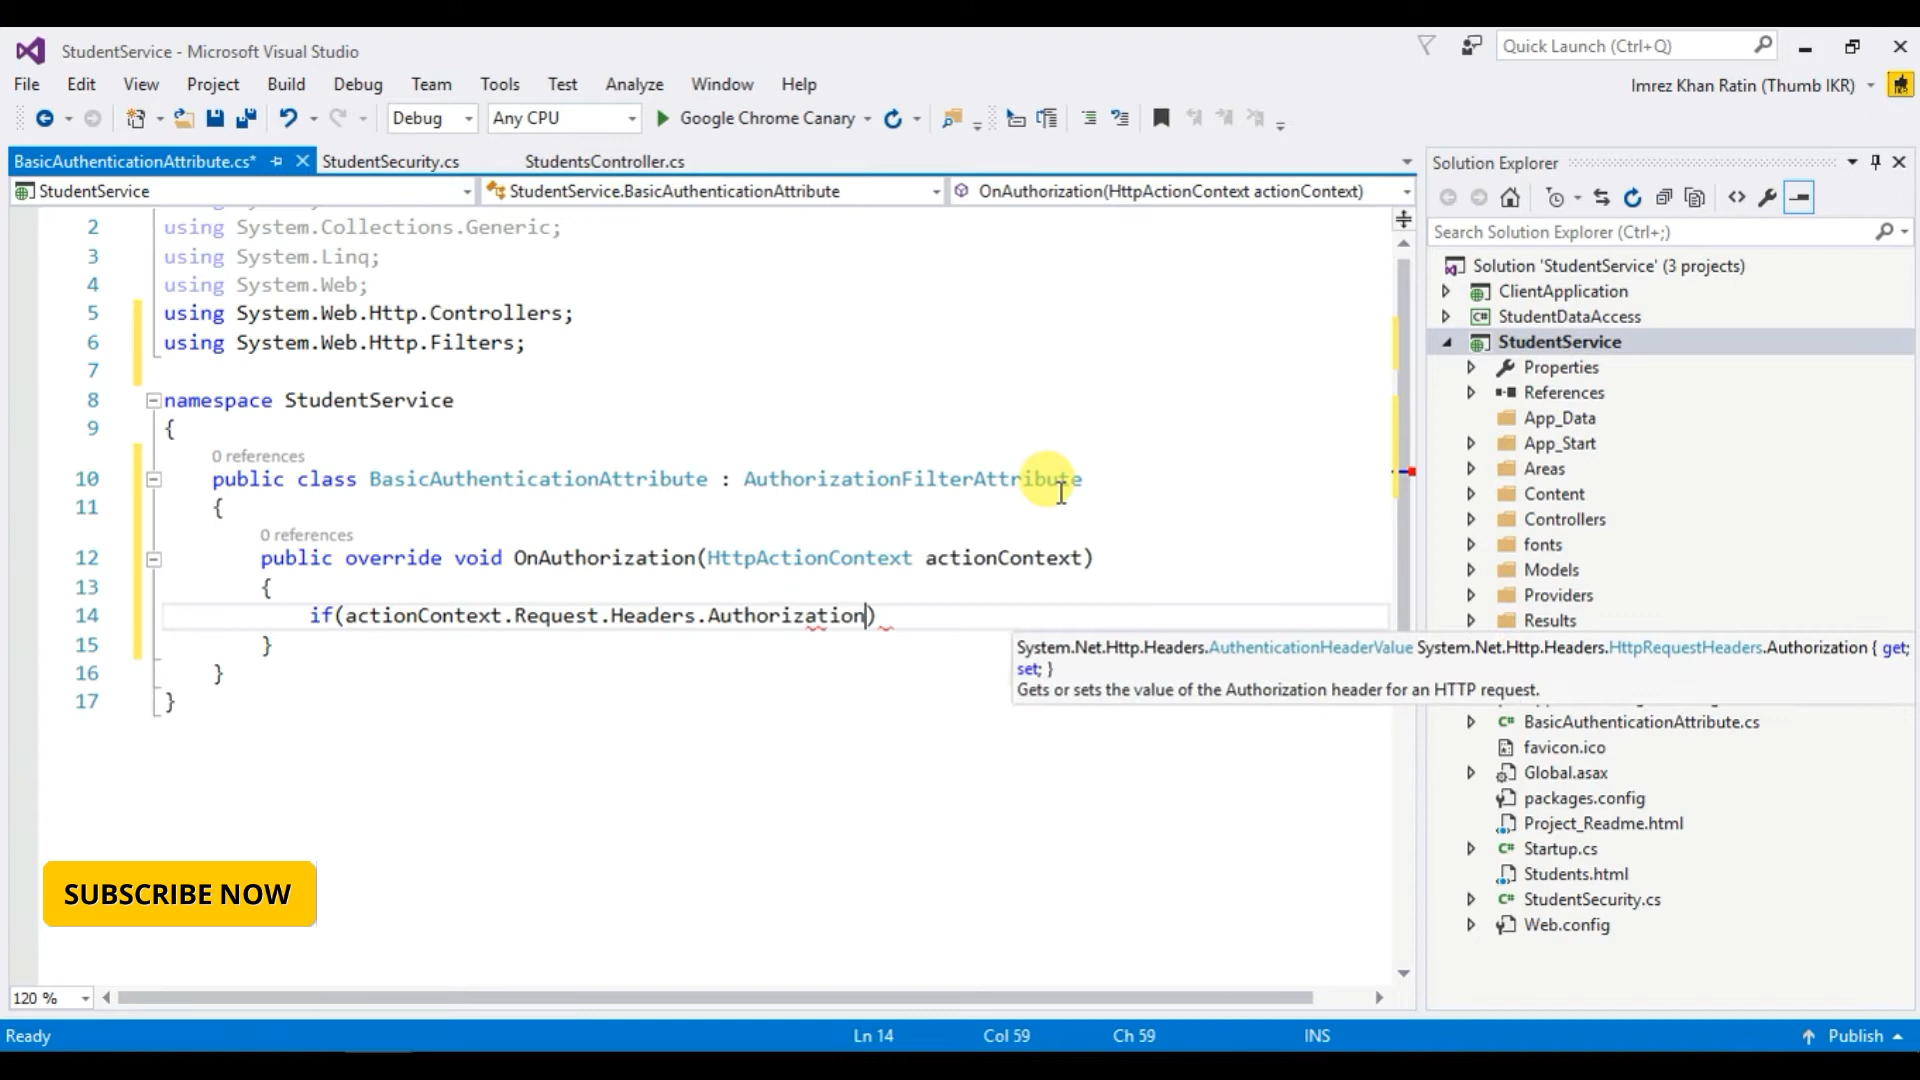 StudentService - Microsoft Visual Studio
Quick Launch (Ctrl+Q)
File Edit View Project Build Debug Team Tools Test Analyze Window Help
Imrez Khan Ratin (Thumb IKR)
Debug Any CPU Google Chrome Canary
BasicAuthenticationAttribute.cs* StudentSecurity.cs StudentsController.cs
StudentService StudentService.BasicAuthenticationAttribute OnAuthorization(HttpActionContext actionContext)
2 using System.Collections.Generic;
3 using System.Linq;
4 using System.Web;
5 using System.Web.Http.Controllers;
6 using System.Web.Http.Filters;
7
8 namespace StudentService
9 {
0 references
10 public class BasicAuthenticationAttribute : AuthorizationFilterAttribute
11 {
0 references
12 public override void OnAuthorization(HttpActionContext actionContext)
13 {
14 if(actionContext.Request.Headers.Authorization)
15 }
16 }
17 }
System.Net.Http.Headers.AuthenticationHeaderValue System.Net.Http.Headers.HttpRequestHeaders.Authorization { get;
set; }
Gets or sets the value of the Authorization header for an HTTP request.
SUBSCRIBE NOW
120 %
Solution Explorer
Search Solution Explorer (Ctrl+;)
Solution 'StudentService' (3 projects)
ClientApplication
C# StudentDataAccess
StudentService
Properties
References
App_Data
App_Start
Areas
Content
Controllers
fonts
Models
Providers
Results
C# BasicAuthenticationAttribute.cs
favicon.ico
Global.asax
packages.config
Project_Readme.html
C# Startup.cs
Students.html
C# StudentSecurity.cs
Web.config
Ready Ln 14 Col 59 Ch 59 INS Publish